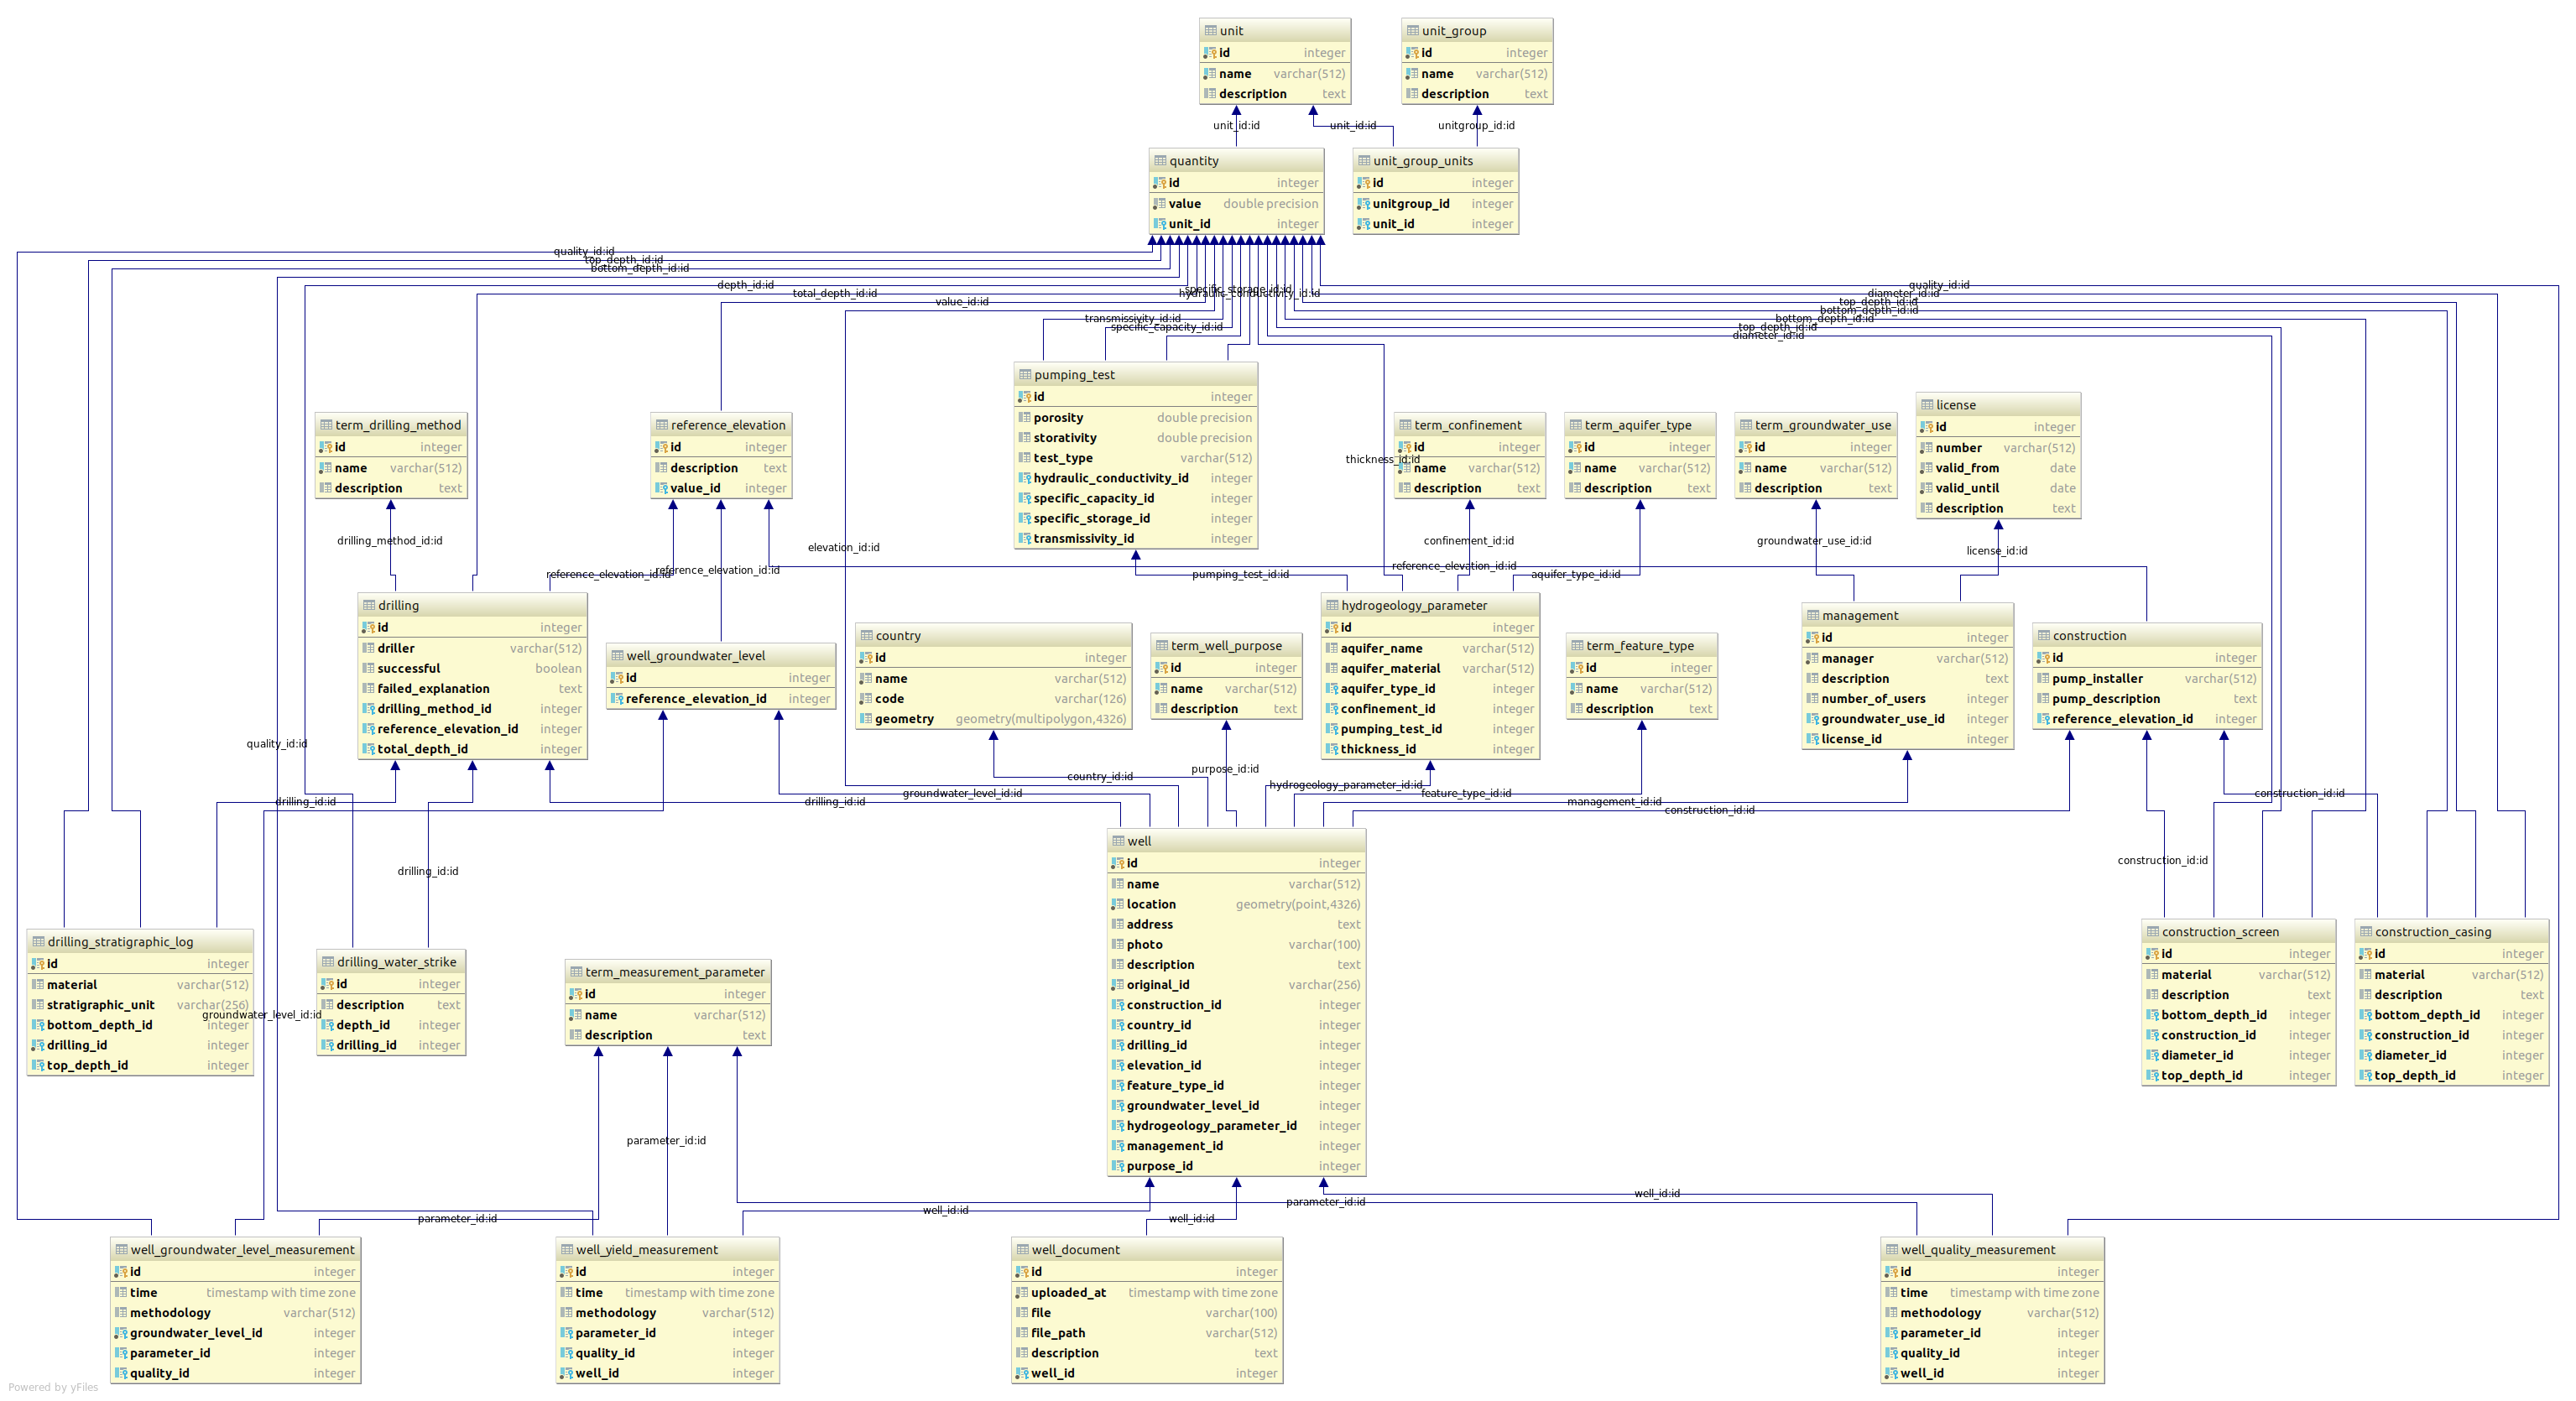 unit
id integer
name varchar(512)
description text
unit_group
id integer
name varchar(512)
description text
unit_id:id
unit_id:id
unitgroup_id:id
quantity
id integer
value double precision
unit_id integer
unit_group_units
id integer
unitgroup_id integer
unit_id integer
quality_id:id
top_depth_id:id
bottom_depth_id:id
depth_id:id
total_depth_id:id
value_id:id
specific_storage_id:id
hydraulic_conductivity_id:id
transmissivity_id:id
specific_capacity_id:id
quality_id:id
diameter_id:id
top_depth_id:id
bottom_depth_id:id
bottom_depth_id:id
top_depth_id:id
diameter_id:id
pumping_test
id integer
porosity double precision
storativity double precision
test_type varchar(512)
hydraulic_conductivity_id integer
specific_capacity_id integer
specific_storage_id integer
transmissivity_id integer
term_drilling_method
id integer
name varchar(512)
description text
reference_elevation
id integer
description text
value_id integer
thickness_id:id
term_confinement
id integer
name varchar(512)
description text
term_aquifer_type
id integer
name varchar(512)
description text
term_groundwater_use
id integer
name varchar(512)
description text
license
id integer
number varchar(512)
valid_from date
valid_until date
description text
drilling_method_id:id
reference_elevation_id:id
reference_elevation_id:id
elevation_id:id
pumping_test_id:id
reference_elevation_id:id
confinement_id:id
aquifer_type_id:id
groundwater_use_id:id
license_id:id
drilling
id integer
driller varchar(512)
successful boolean
failed_explanation text
drilling_method_id integer
reference_elevation_id integer
total_depth_id integer
well_groundwater_level
id integer
reference_elevation_id integer
country
id integer
name varchar(512)
code varchar(126)
geometry geometry(multipolygon,4326)
term_well_purpose
id integer
name varchar(512)
description text
hydrogeology_parameter
id integer
aquifer_name varchar(512)
aquifer_material varchar(512)
aquifer_type_id integer
confinement_id integer
pumping_test_id integer
thickness_id integer
term_feature_type
id integer
name varchar(512)
description text
management
id integer
manager varchar(512)
description text
number_of_users integer
groundwater_use_id integer
license_id integer
construction
id integer
pump_installer varchar(512)
pump_description text
reference_elevation_id integer
quality_id:id
drilling_id:id
drilling_id:id
groundwater_level_id:id
country_id:id
purpose_id:id
hydrogeology_parameter_id:id
feature_type_id:id
management_id:id
construction_id:id
construction_id:id
drilling_id:id
construction_id:id
well
id integer
name varchar(512)
location geometry(point,4326)
address text
photo varchar(100)
description text
original_id varchar(256)
construction_id integer
country_id integer
drilling_id integer
elevation_id integer
feature_type_id integer
groundwater_level_id integer
hydrogeology_parameter_id integer
management_id integer
purpose_id integer
drilling_stratigraphic_log
id integer
material varchar(512)
stratigraphic_unit varchar(256)
bottom_depth_id integer
drilling_id integer
top_depth_id integer
groundwater_level_id:id
drilling_water_strike
id integer
description text
depth_id integer
drilling_id integer
term_measurement_parameter
id integer
name varchar(512)
description text
construction_screen
id integer
material varchar(512)
description text
bottom_depth_id integer
construction_id integer
diameter_id integer
top_depth_id integer
construction_casing
id integer
material varchar(512)
description text
bottom_depth_id integer
construction_id integer
diameter_id integer
top_depth_id integer
parameter_id:id
parameter_id:id
well_id:id
well_id:id
parameter_id:id
well_id:id
well_groundwater_level_measurement
id integer
time timestamp with time zone
methodology varchar(512)
groundwater_level_id integer
parameter_id integer
quality_id integer
well_yield_measurement
id integer
time timestamp with time zone
methodology varchar(512)
parameter_id integer
quality_id integer
well_id integer
well_document
id integer
uploaded_at timestamp with time zone
file varchar(100)
file_path varchar(512)
description text
well_id integer
well_quality_measurement
id integer
time timestamp with time zone
methodology varchar(512)
parameter_id integer
quality_id integer
well_id integer
Powered by yFiles